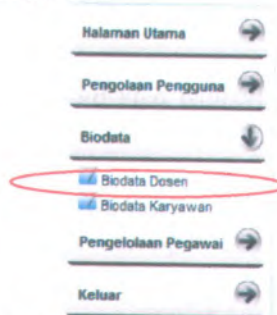 Halaman Utama
Pengolaan Pengguna
Biodata
Biodata Dosen
Biodata Karyawan
Pengelolaan Pegawai
Keluar